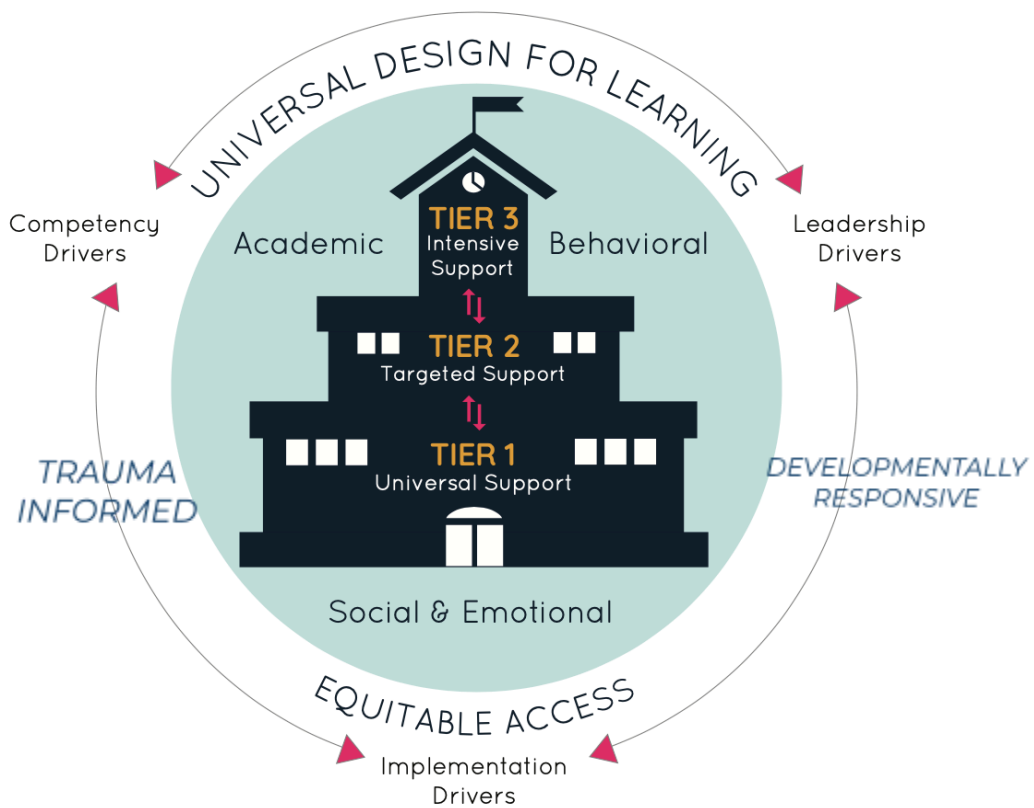 UNIVERSAL DESIGN FOR LEARNING
Competency
Drivers
Leadership
Drivers
Academic
Behavioral
TIER 3
Intensive
Support
TIER 2
Targeted Support
TIER 1
Universal Support
TRAUMA
INFORMED
DEVELOPMENTALLY
RESPONSIVE
Social & Emotional
EQUITABLE ACCESS
Implementation
Drivers